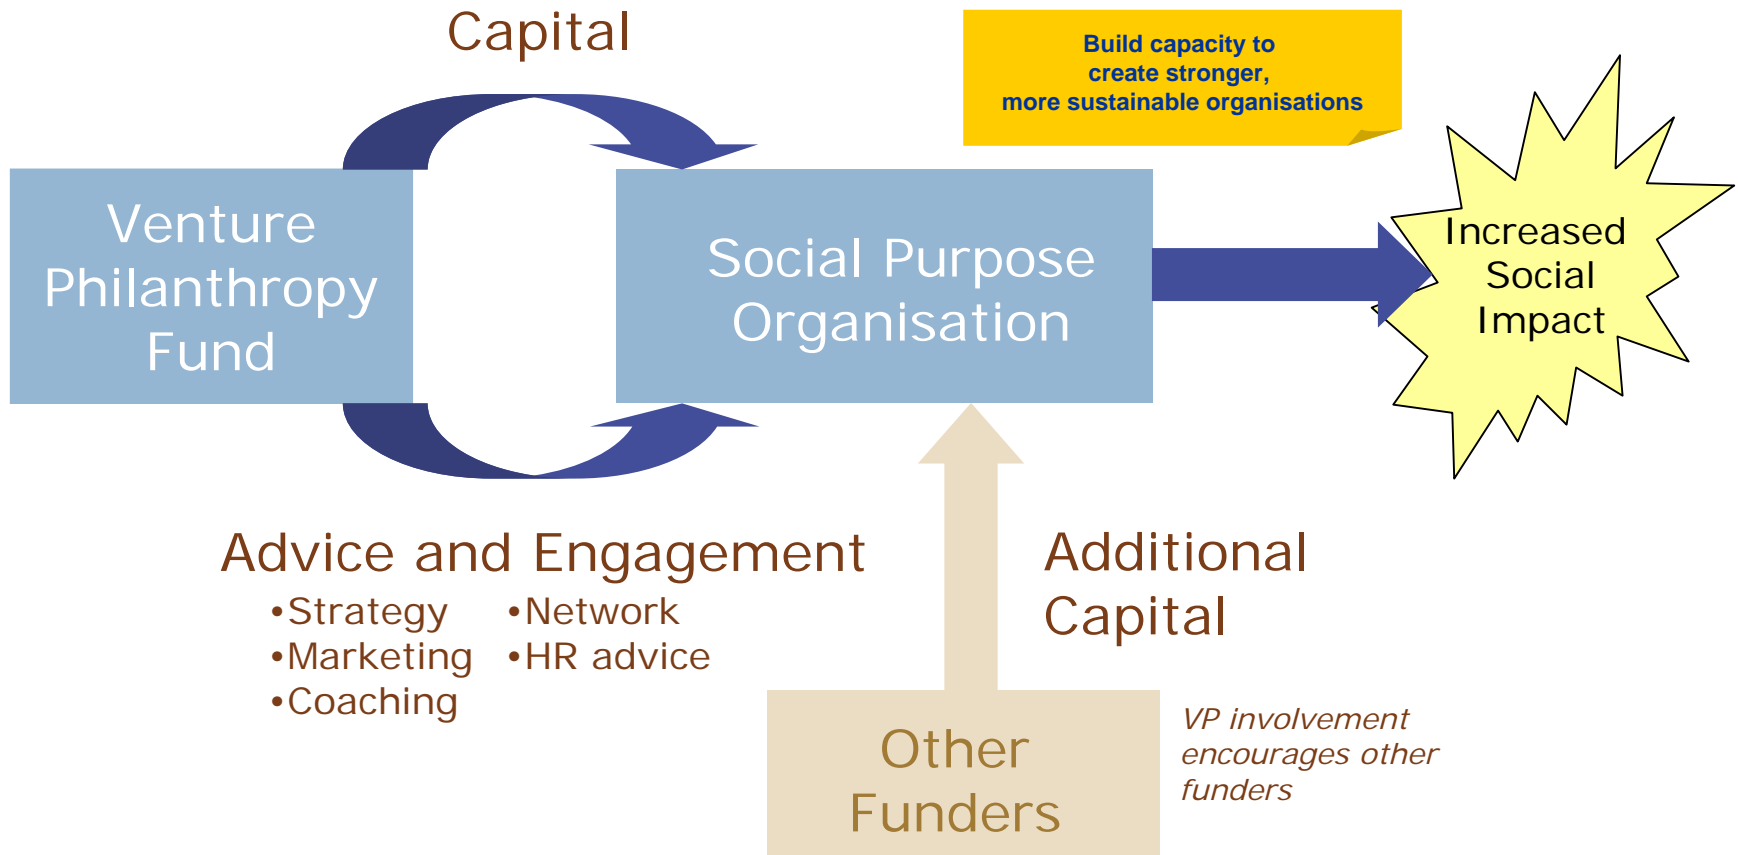 Capital
Build capacity to
create stronger,
more sustainable organisations
Venture
Philanthropy
Fund
Social Purpose
Organisation
Increased
Social
Impact
Advice and Engagement
•Strategy
•Marketing
•Coaching
•Network
•HR advice
Additional
Capital
Other
Funders
VP involvement
encourages other
funders